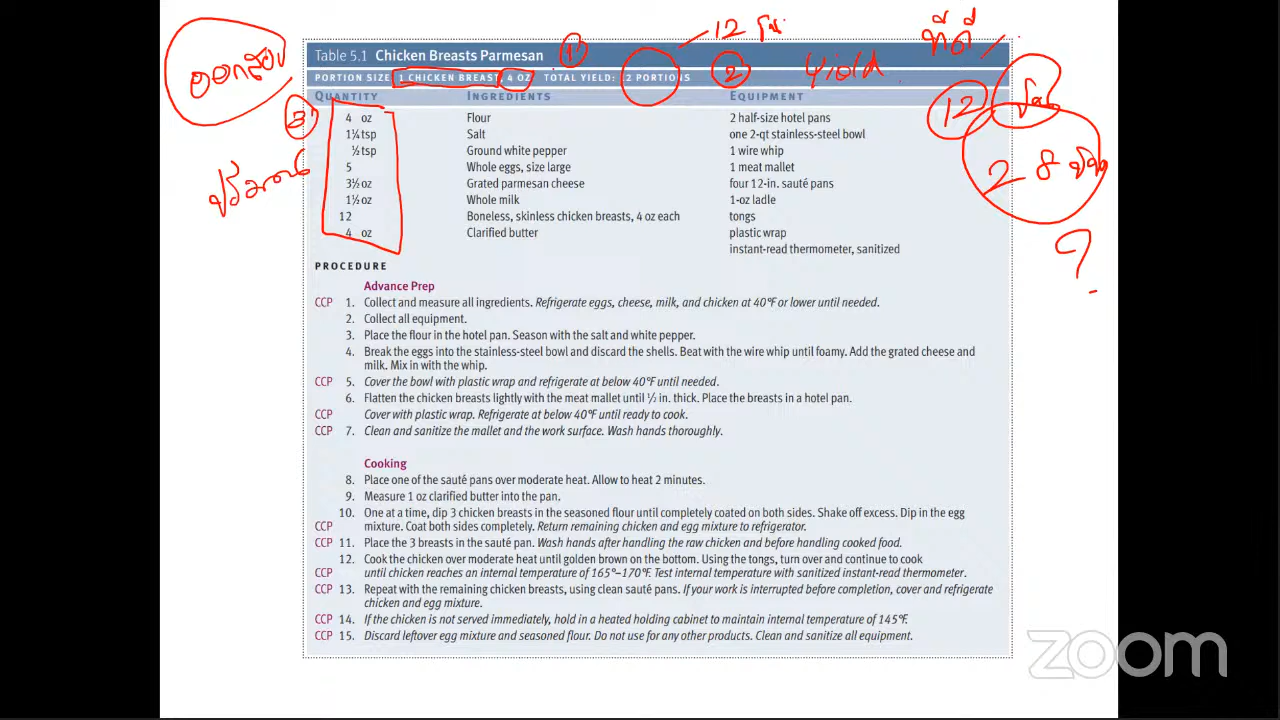 12
ออกสอบ
Table 5.1 Chicken Breasts Parmesan
1
PORTION SIZE: 1 CHICKEN BREAST, 4 OZ TOTAL YIELD: 12 PORTIONS
2
Yield
12
QUANTITY INGREDIENTS EQUIPMENT
3
2 8
?
4 oz Flour 2 half-size hotel pans
1¼ tsp Salt one 2-qt stainless-steel bowl
½ tsp Ground white pepper 1 wire whip
5 Whole eggs, size large 1 meat mallet
3½ oz Grated parmesan cheese four 12-in. sauté pans
1½ oz Whole milk 1-oz ladle
12 Boneless, skinless chicken breasts, 4 oz each tongs
4 oz Clarified butter plastic wrap
instant-read thermometer, sanitized
PROCEDURE
Advance Prep
CCP 1. Collect and measure all ingredients. Refrigerate eggs, cheese, milk, and chicken at 40°F or lower until needed.
2. Collect all equipment.
3. Place the flour in the hotel pan. Season with the salt and white pepper.
4. Break the eggs into the stainless-steel bowl and discard the shells. Beat with the wire whip until foamy. Add the grated cheese and
milk. Mix in with the whip.
CCP 5. Cover the bowl with plastic wrap and refrigerate at below 40°F until needed.
6. Flatten the chicken breasts lightly with the meat mallet until ½ in. thick. Place the breasts in a hotel pan.
CCP Cover with plastic wrap. Refrigerate at below 40°F until ready to cook.
CCP 7. Clean and sanitize the mallet and the work surface. Wash hands thoroughly.
Cooking
8. Place one of the sauté pans over moderate heat. Allow to heat 2 minutes.
9. Measure 1 oz clarified butter into the pan.
10. One at a time, dip 3 chicken breasts in the seasoned flour until completely coated on both sides. Shake off excess. Dip in the egg
CCP mixture. Coat both sides completely. Return remaining chicken and egg mixture to refrigerator.
CCP 11. Place the 3 breasts in the sauté pan. Wash hands after handling the raw chicken and before handling cooked food.
12. Cook the chicken over moderate heat until golden brown on the bottom. Using the tongs, turn over and continue to cook
CCP until chicken reaches an internal temperature of 165°–170°F. Test internal temperature with sanitized instant-read thermometer.
CCP 13. Repeat with the remaining chicken breasts, using clean sauté pans. If your work is interrupted before completion, cover and refrigerate
chicken and egg mixture.
CCP 14. If the chicken is not served immediately, hold in a heated holding cabinet to maintain internal temperature of 145°F.
CCP 15. Discard leftover egg mixture and seasoned flour. Do not use for any other products. Clean and sanitize all equipment.
zoom